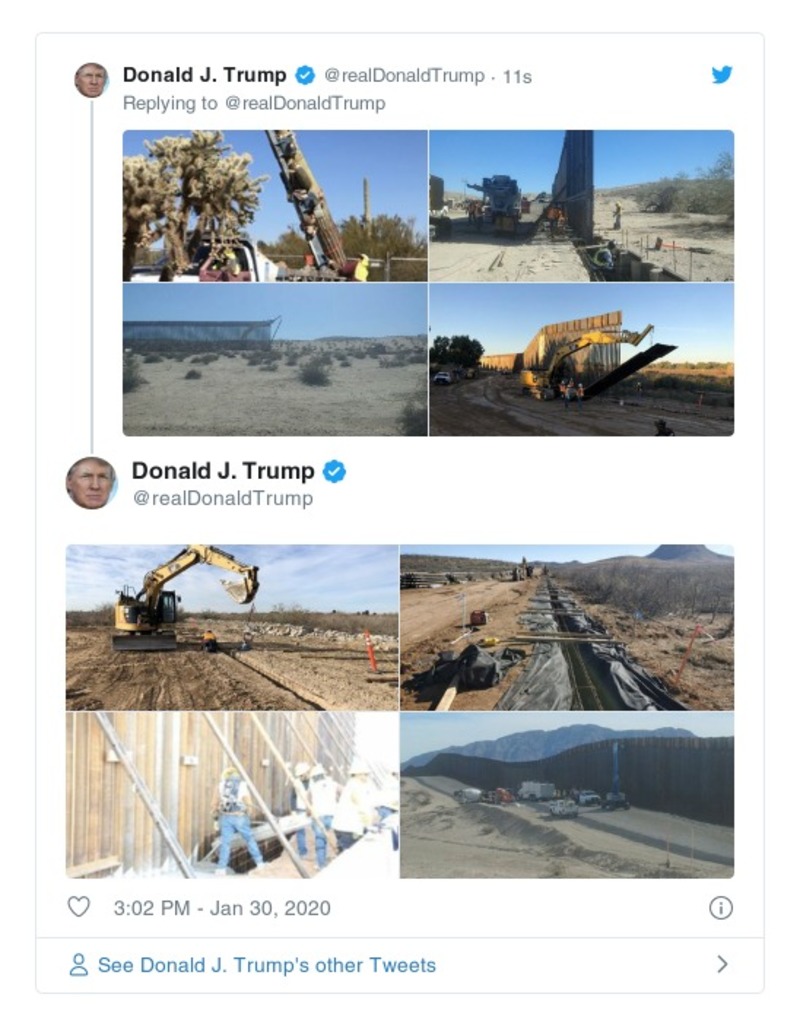 Donald J. Trump @realDonaldTrump · 11s
Replying to @realDonaldTrump
Donald J. Trump
@realDonaldTrump
3:02 PM - Jan 30, 2020
See Donald J. Trump's other Tweets